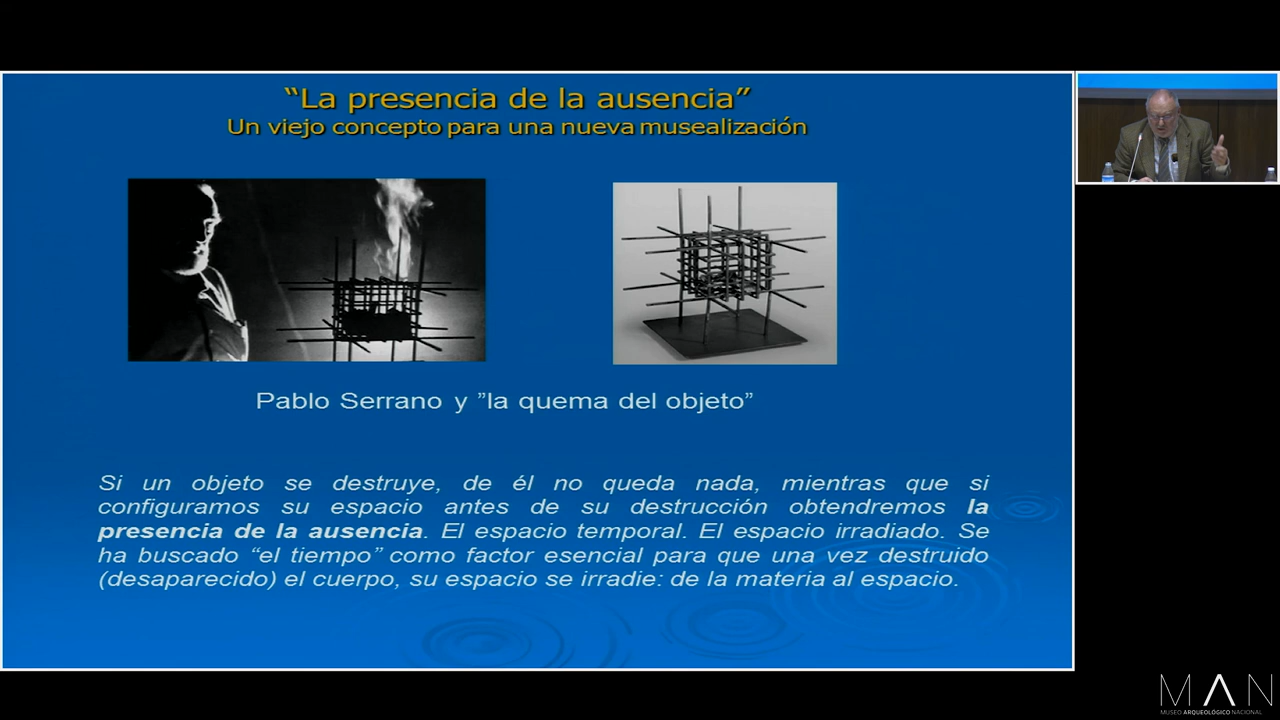 “La presencia de la ausencia”
Un viejo concepto para una nueva musealización
Pablo Serrano y ”la quema del objeto”
Si un objeto se destruye, de él no queda nada, mientras que si
configuramos su espacio antes de su destrucción obtendremos la
presencia de la ausencia. El espacio temporal. El espacio irradiado. Se
ha buscado “el tiempo” como factor esencial para que una vez destruido
(desaparecido) el cuerpo, su espacio se irradie: de la materia al espacio.
MAN
MUSEO ARQUEOLÓGICO NACIONAL